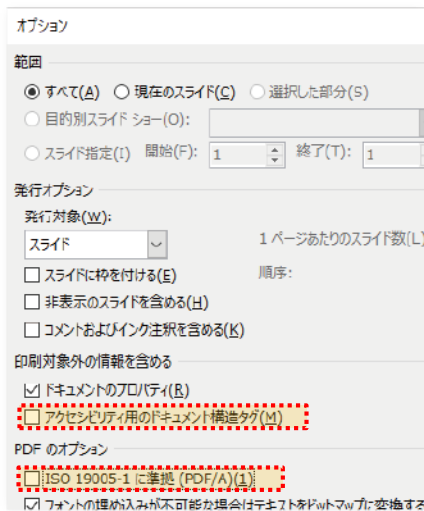 オプション
範囲
すべて(A) 現在のスライド(C) 選択した部分(S)
目的別スライド ショー(O):
スライド指定(I) 開始(F): 1 終了(T): 1
発行オプション
発行対象(W):
スライド 1 ページあたりのスライド数(L)
スライドに枠を付ける(E) 順序:
非表示のスライドを含める(H)
コメントおよびインク注釈を含める(K)
印刷対象外の情報を含める
ドキュメントのプロパティ(R)
アクセシビリティ用のドキュメント構造タグ(M)
PDF のオプション
ISO 19005-1 に準拠 (PDF/A)(1)
フォントの埋め込みが不可能な場合はテキストをビットマップに変換する